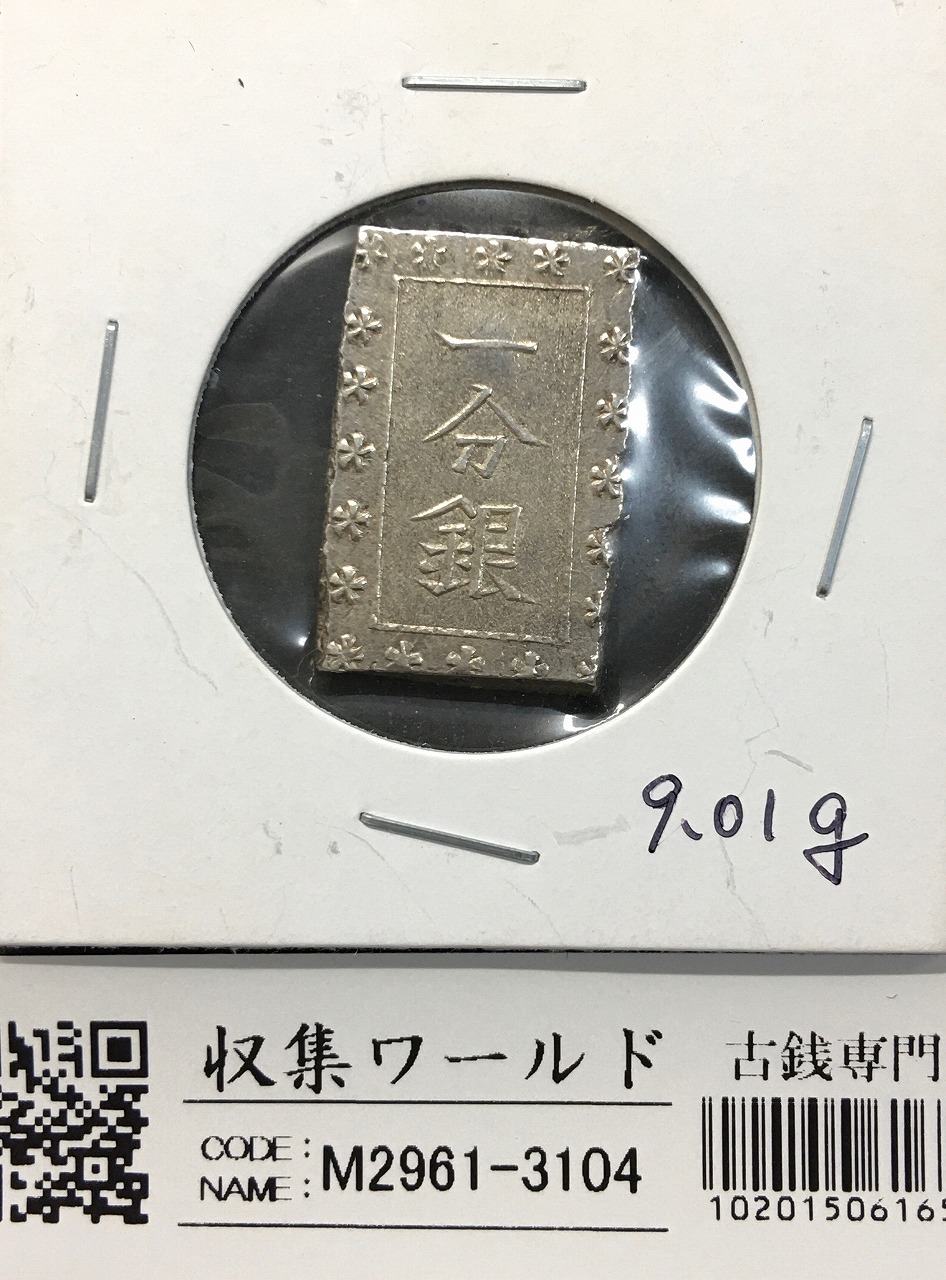 一
分
銀
9.01g
収集ワールド
古銭専門
CODE:
NAME:
M2961-3104
1020150616